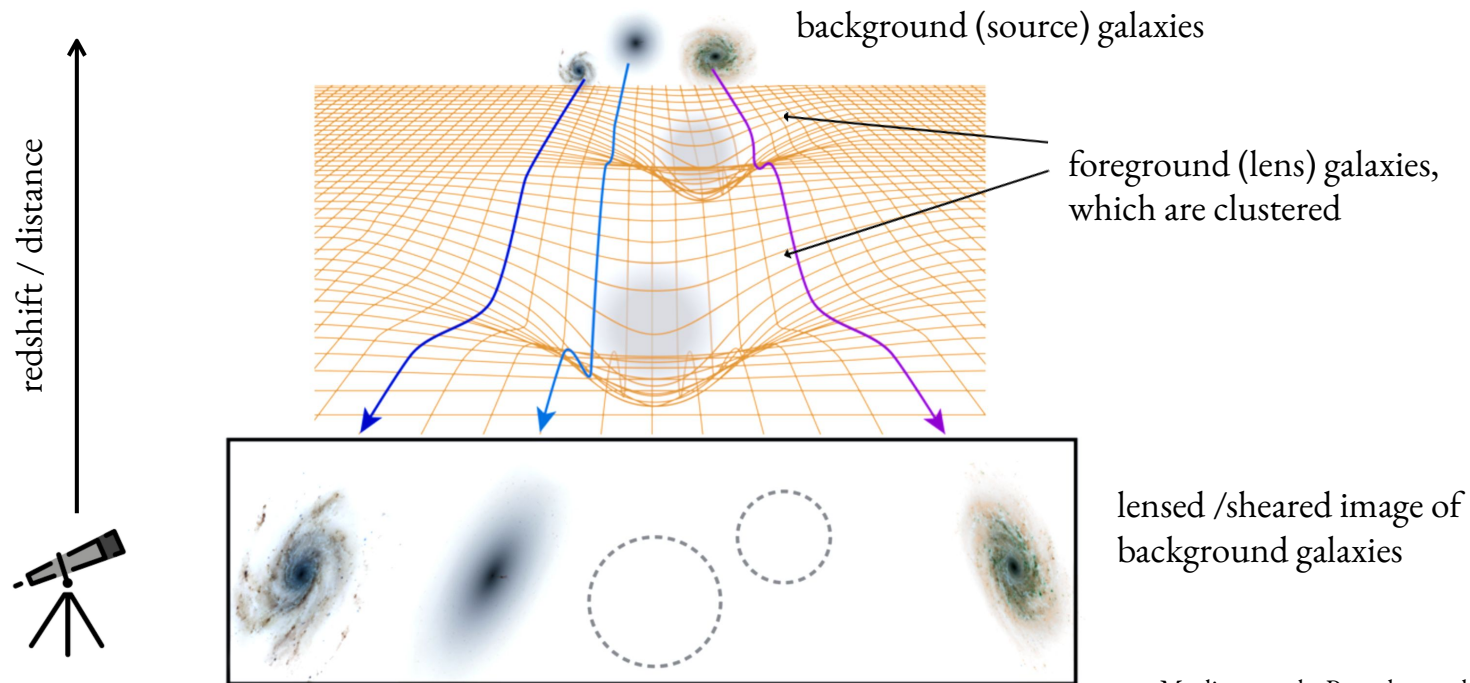 background (source) galaxies
redshift / distance
foreground (lens) galaxies,
which are clustered
lensed /sheared image of
background galaxies